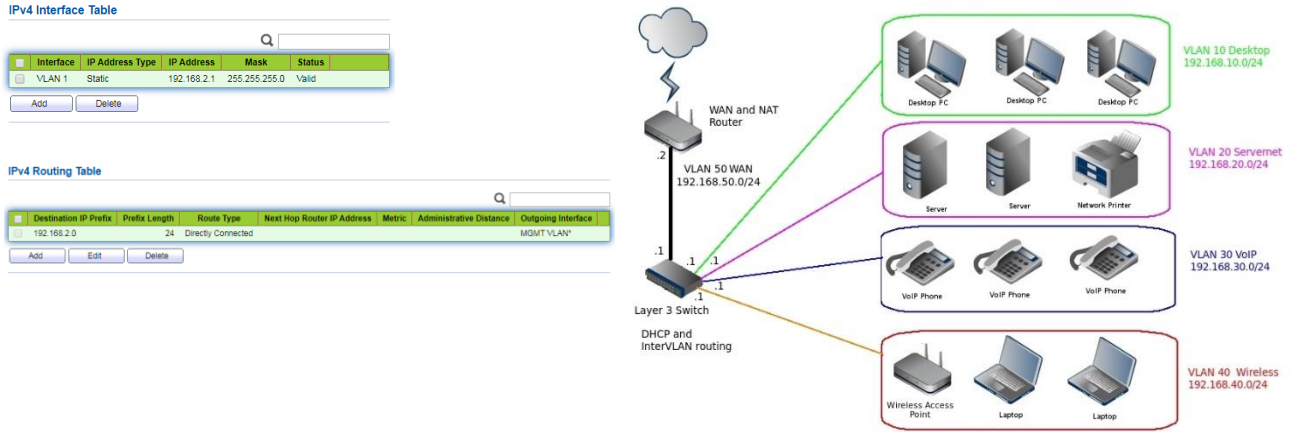 IPv4 Interface Table
Interface IP Address Type IP Address Mask Status
VLAN 1 Static 192.168.2.1 255.255.255.0 Valid
Add Delete
IPv4 Routing Table
Destination IP Prefix Prefix Length Route Type Next Hop Router IP Address Metric Administrative Distance Outgoing Interface
192.168.2.0 24 Directly Connected MGMT VLAN*
Add Edit Delete
WAN and NAT
Router
.2
VLAN 50 WAN
192.168.50.0/24
.1
.1
.1
.1
.1
Layer 3 Switch
DHCP and
InterVLAN routing
Desktop PC Desktop PC Desktop PC
VLAN 10 Desktop
192.168.10.0/24
Server Server Network Printer
VLAN 20 Servernet
192.168.20.0/24
VoIP Phone VoIP Phone VoIP Phone
VLAN 30 VoIP
192.168.30.0/24
Wireless Access
Point
Laptop Laptop
VLAN 40 Wireless
192.168.40.0/24